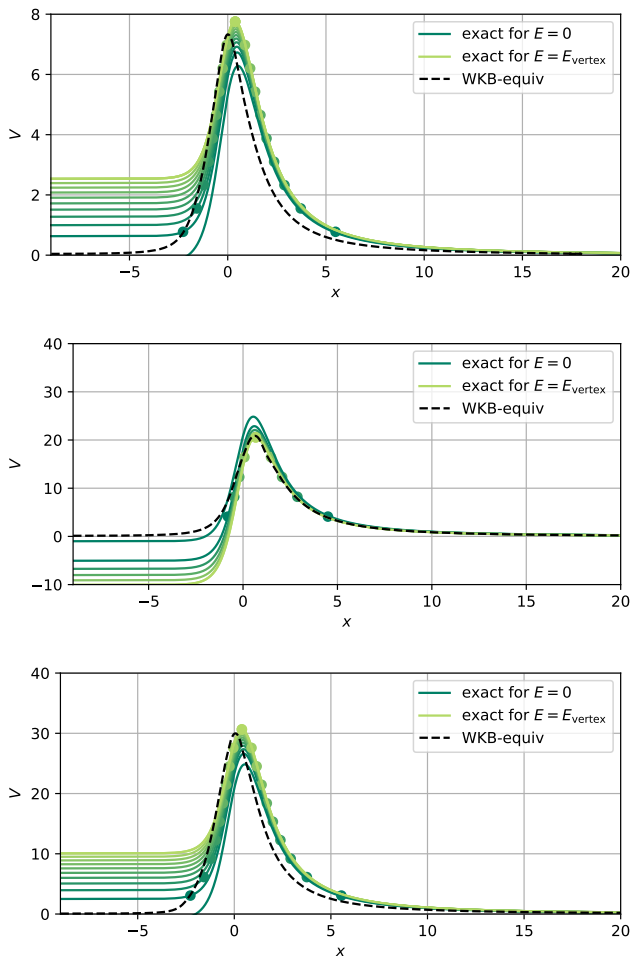 8
6
4
2
0
V
exact for E = 0
exact for E = E_vertex
WKB-equiv
−5 0 5 10 15 20
x
40
30
20
10
0
−10
V
exact for E = 0
exact for E = E_vertex
WKB-equiv
−5 0 5 10 15 20
x
40
30
20
10
0
V
exact for E = 0
exact for E = E_vertex
WKB-equiv
−5 0 5 10 15 20
x